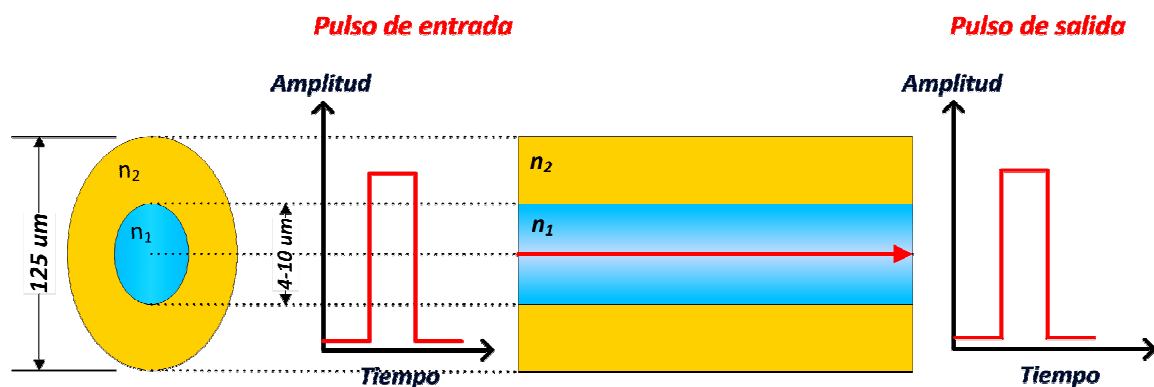 Pulso de entrada
Pulso de salida
Amplitud
Amplitud
n2
n2
n1
n1
125 um
4-10 um
Tiempo
Tiempo